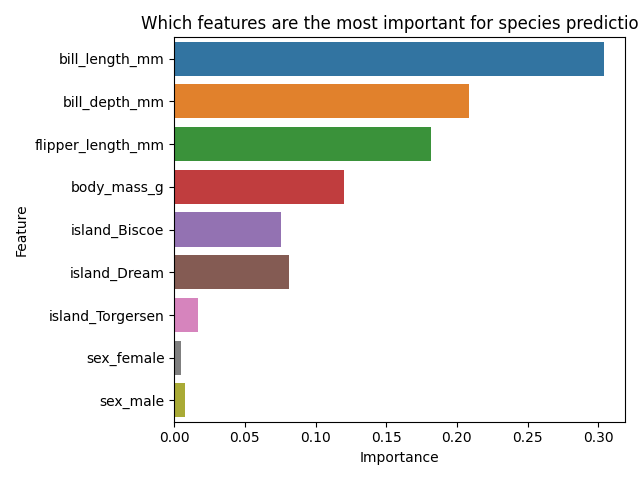 Which features are the most important for species predictio
bill_length_mm
bill_depth_mm
flipper_length_mm
body_mass_g
island_Biscoe
island_Dream
island_Torgersen
sex_female
sex_male
Feature
0.00 0.05 0.10 0.15 0.20 0.25 0.30
Importance